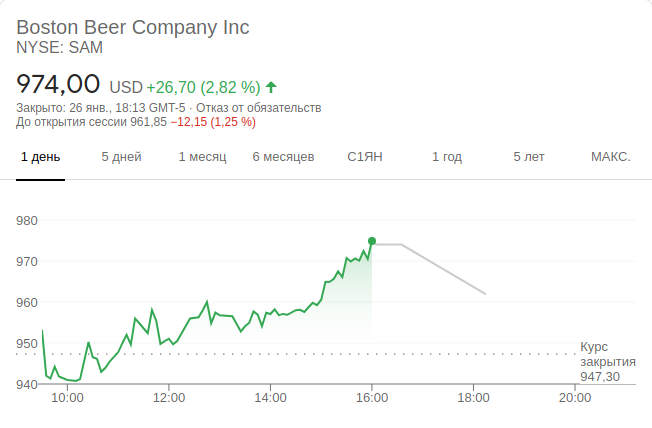 Boston Beer Company Inc
NYSE: SAM
974,00 USD +26,70 (2,82 %)
Закрыто: 26 янв., 18:13 GMT-5 · Отказ от обязательств
До открытия сессии 961,85 −12,15 (1,25 %)
1 день 5 дней 1 месяц 6 месяцев С1ЯН 1 год 5 лет МАКС.
980
970
960
950
940
Курс
закрытия
947,30
10:00 12:00 14:00 16:00 18:00 20:00